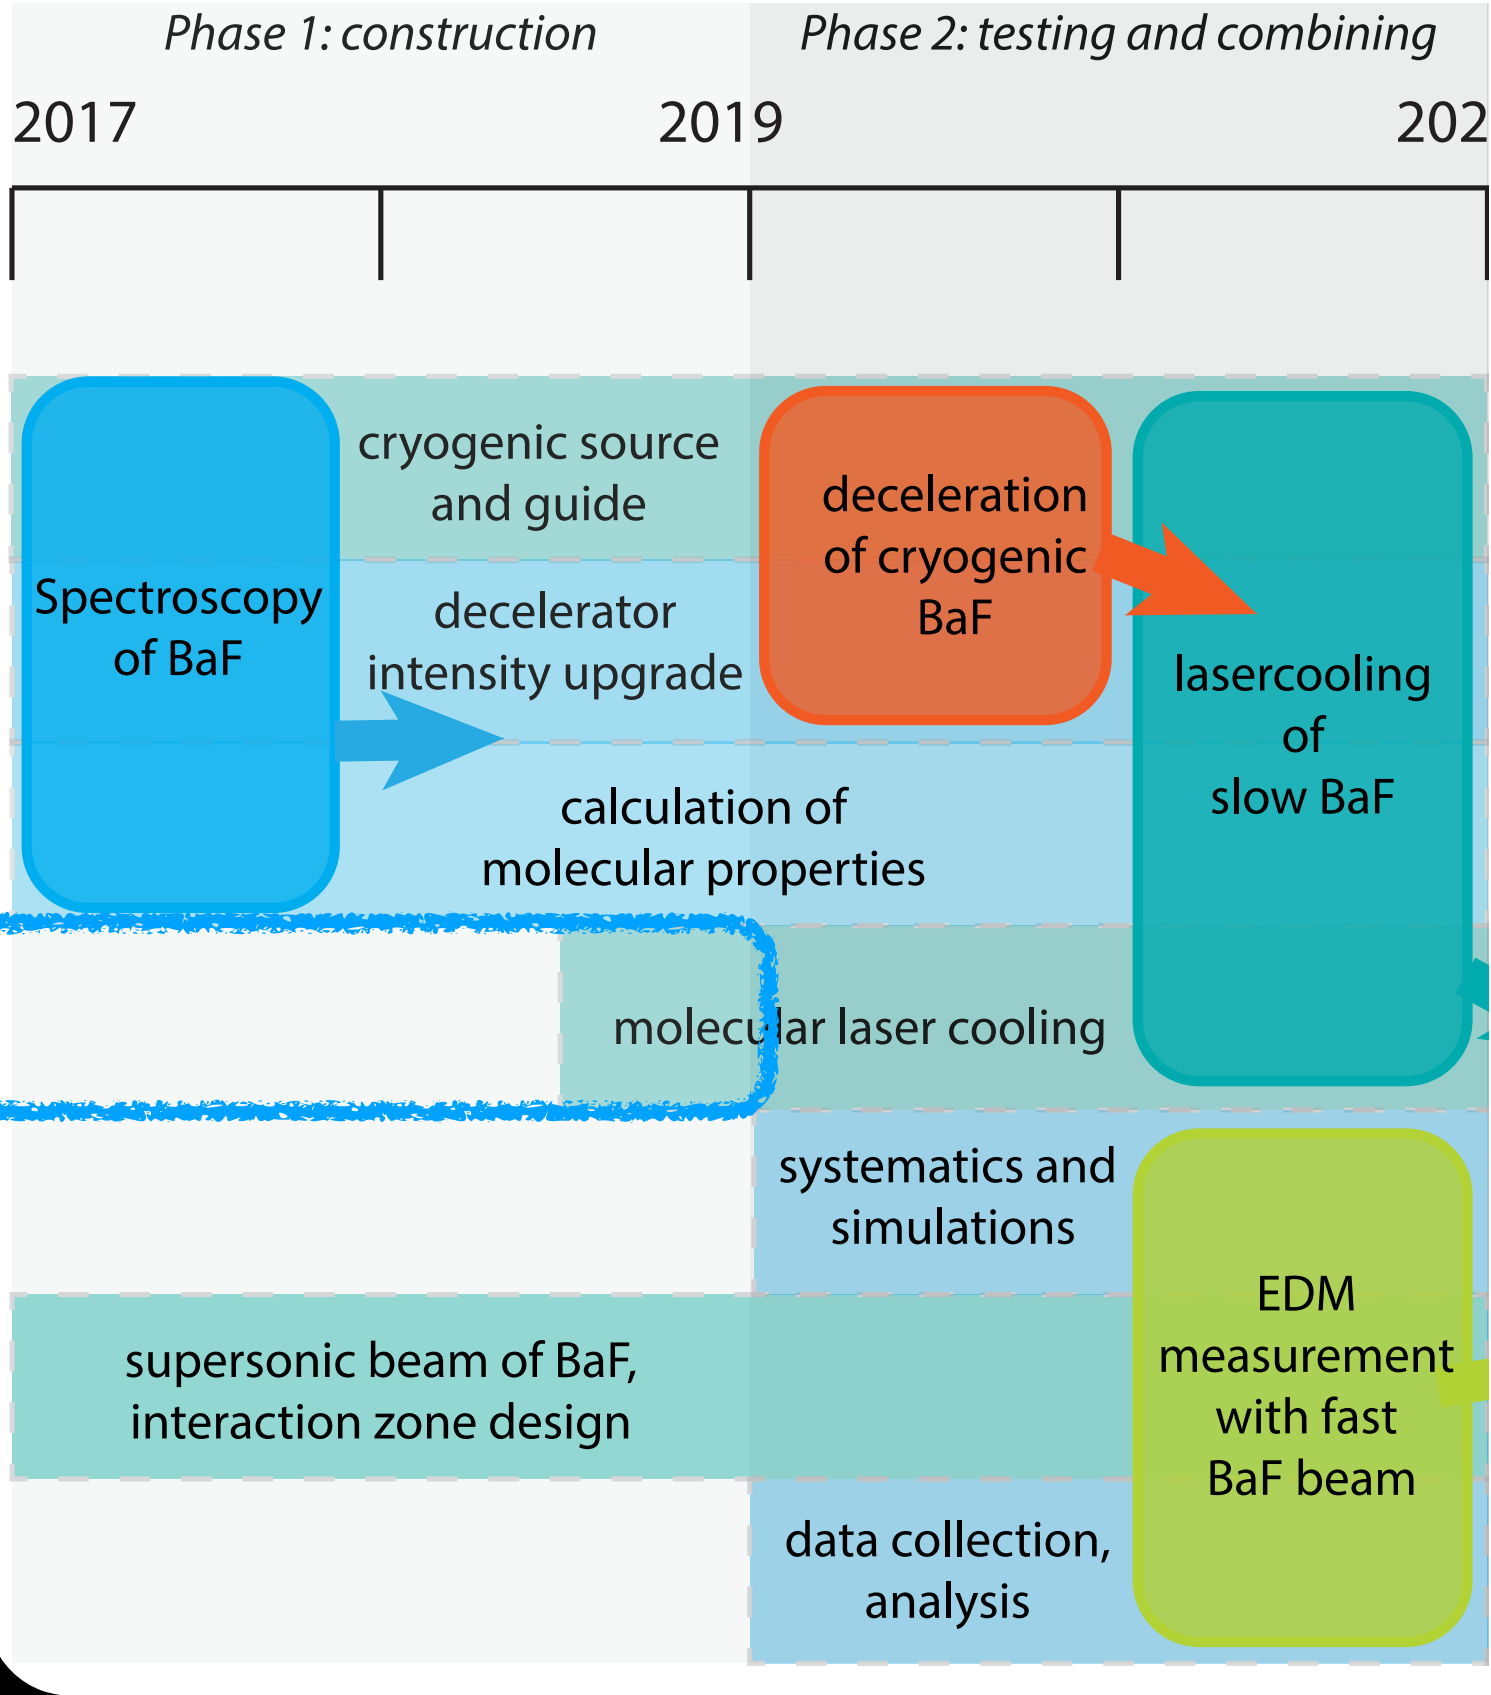 Phase 1: construction
Phase 2: testing and combining
2017
2019
202
cryogenic source
and guide
deceleration
of cryogenic
BaF
Spectroscopy
of BaF
decelerator
intensity upgrade
lasercooling
of
slow BaF
calculation of
molecular properties
molecular laser cooling
systematics and
simulations
EDM
measurement
with fast
BaF beam
supersonic beam of BaF,
interaction zone design
data collection,
analysis